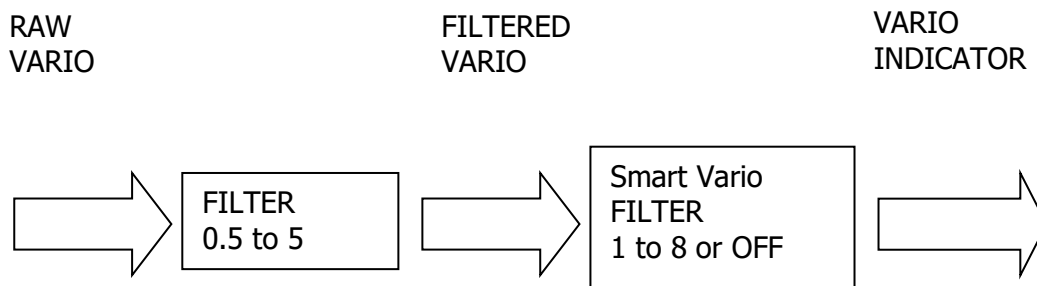 RAW
VARIO
FILTERED
VARIO
VARIO
INDICATOR
FILTER
0.5 to 5
Smart Vario
FILTER
1 to 8 or OFF